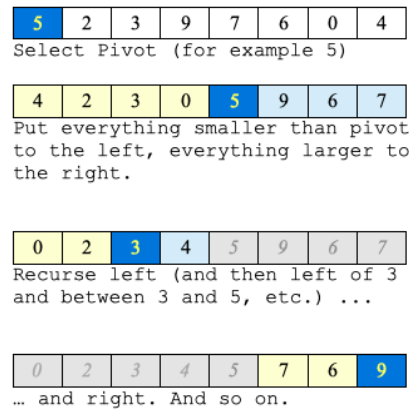 5 2 3 9 7 6 0 4
Select Pivot (for example 5)
4 2 3 0 5 9 6 7
Put everything smaller than pivot
to the left, everything larger to
the right.
0 2 3 4 5 9 6 7
Recurse left (and then left of 3
and between 3 and 5, etc.) ...
0 2 3 4 5 7 6 9
… and right. And so on.